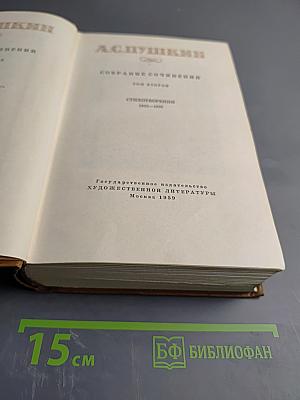 А.С.ПУШКИН
СОБРАНИЕ СОЧИНЕНИЙ
ТОМ ВТОРОЙ
СТИХОТВОРЕНИЯ
Государственное издательство
ХУДОЖЕСТВЕННОЙ ЛИТЕРАТУРЫ
Москва 1959
15 см
БФ БИБЛИОФАН